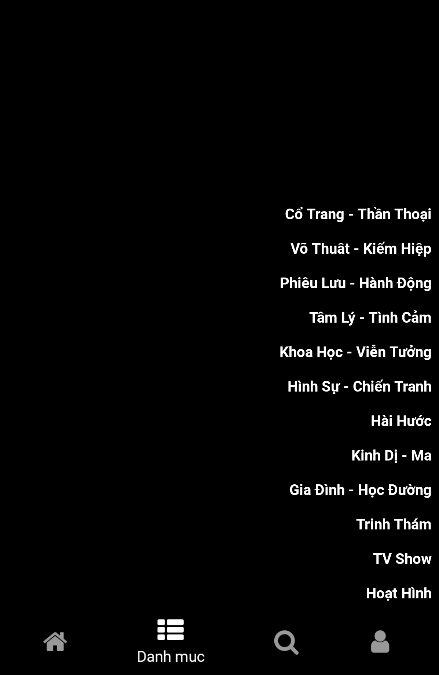 Cổ Trang - Thần Thoại
Võ Thuât - Kiếm Hiệp
Phiêu Lưu - Hành Động
Tâm Lý - Tình Cảm
Khoa Học - Viễn Tưởng
Hình Sự - Chiến Tranh
Hài Hước
Kinh Dị - Ma
Gia Đình - Học Đường
Trinh Thám
TV Show
Hoạt Hình
Danh muc